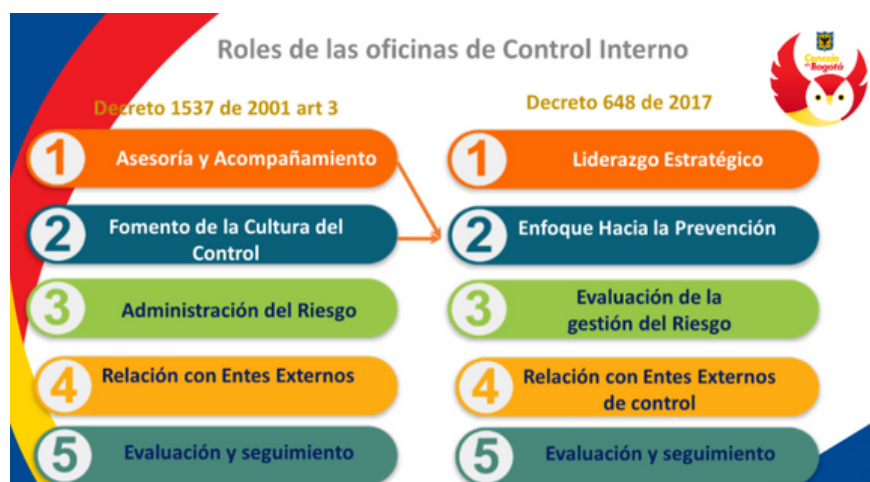 Roles de las oficinas de Control Interno
Concejo
de Bogotá
Decreto 1537 de 2001 art 3
1
Asesoría y Acompañamiento
2
Fomento de la Cultura del
Control
3
Administración del Riesgo
4
Relación con Entes Externos
5
Evaluación y seguimiento
Decreto 648 de 2017
1
Liderazgo Estratégico
2
Enfoque Hacia la Prevención
3
Evaluación de la
gestión del Riesgo
4
Relación con Entes Externos
de control
5
Evaluación y seguimiento